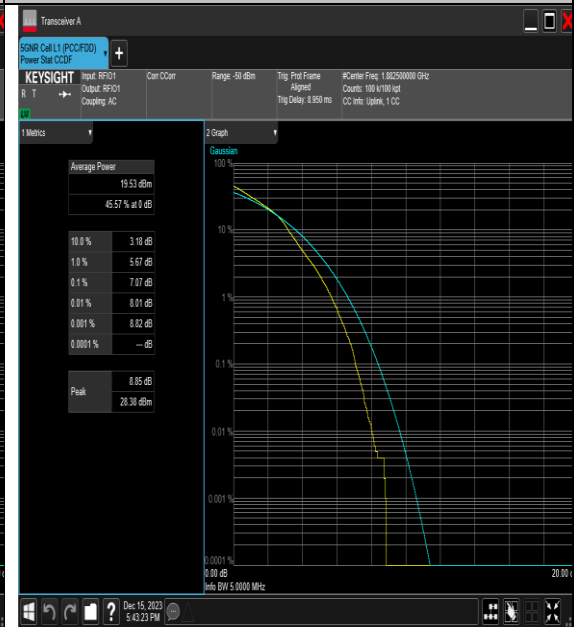 Transceiver A
5GNR Cell L1 (PCC/FDD)
Power Stat CCDF
+
KEYSIGHT
R T
Input: RFIO1
Output: RFIO1
Coupling: AC
Corr CCorr
Range: -50 dBm
Trig: Prot Frame
Aligned
Trig Delay: 8.950 ms
#Center Freq: 1.882500000 GHz
Counts: 100 k/100 kpt
CC Info: Uplink, 1 CC
1 Metrics
Average Power
19.53 dBm
45.57 % at 0 dB
10.0 % 3.18 dB
1.0 % 5.67 dB
0.1 % 7.07 dB
0.01 % 8.01 dB
0.001 % 8.82 dB
0.0001 % --- dB
Peak
8.85 dB
28.38 dBm
2 Graph
Gaussian
100 %
10 %
1 %
0.1 %
0.01 %
0.001 %
0.0001 %
0.00 dB
20.00
Info BW 5.0000 MHz
?
Dec 15, 2023
5:43:23 PM